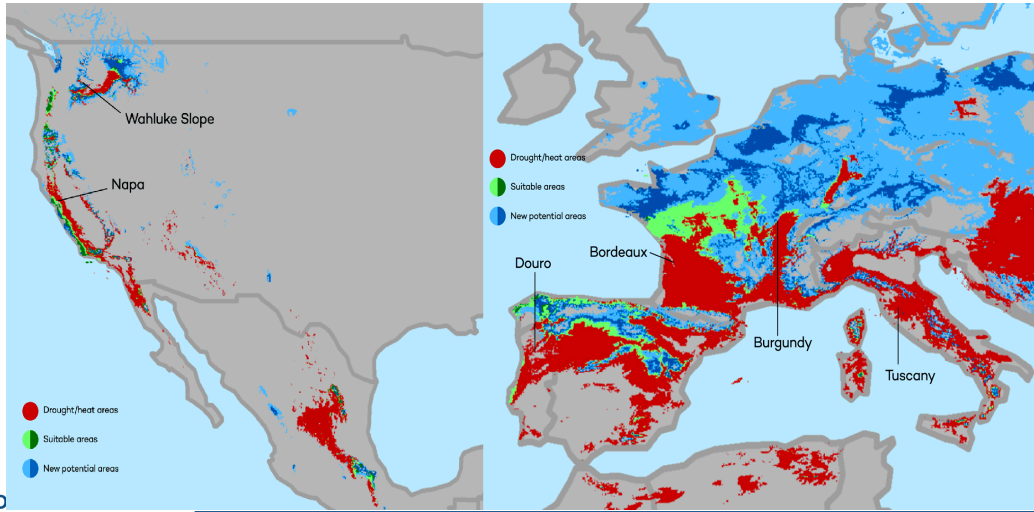 Wahluke Slope
Napa
Drought/heat areas
Suitable areas
New potential areas
Drought/heat areas
Suitable areas
New potential areas
Bordeaux
Douro
Burgundy
Tuscany